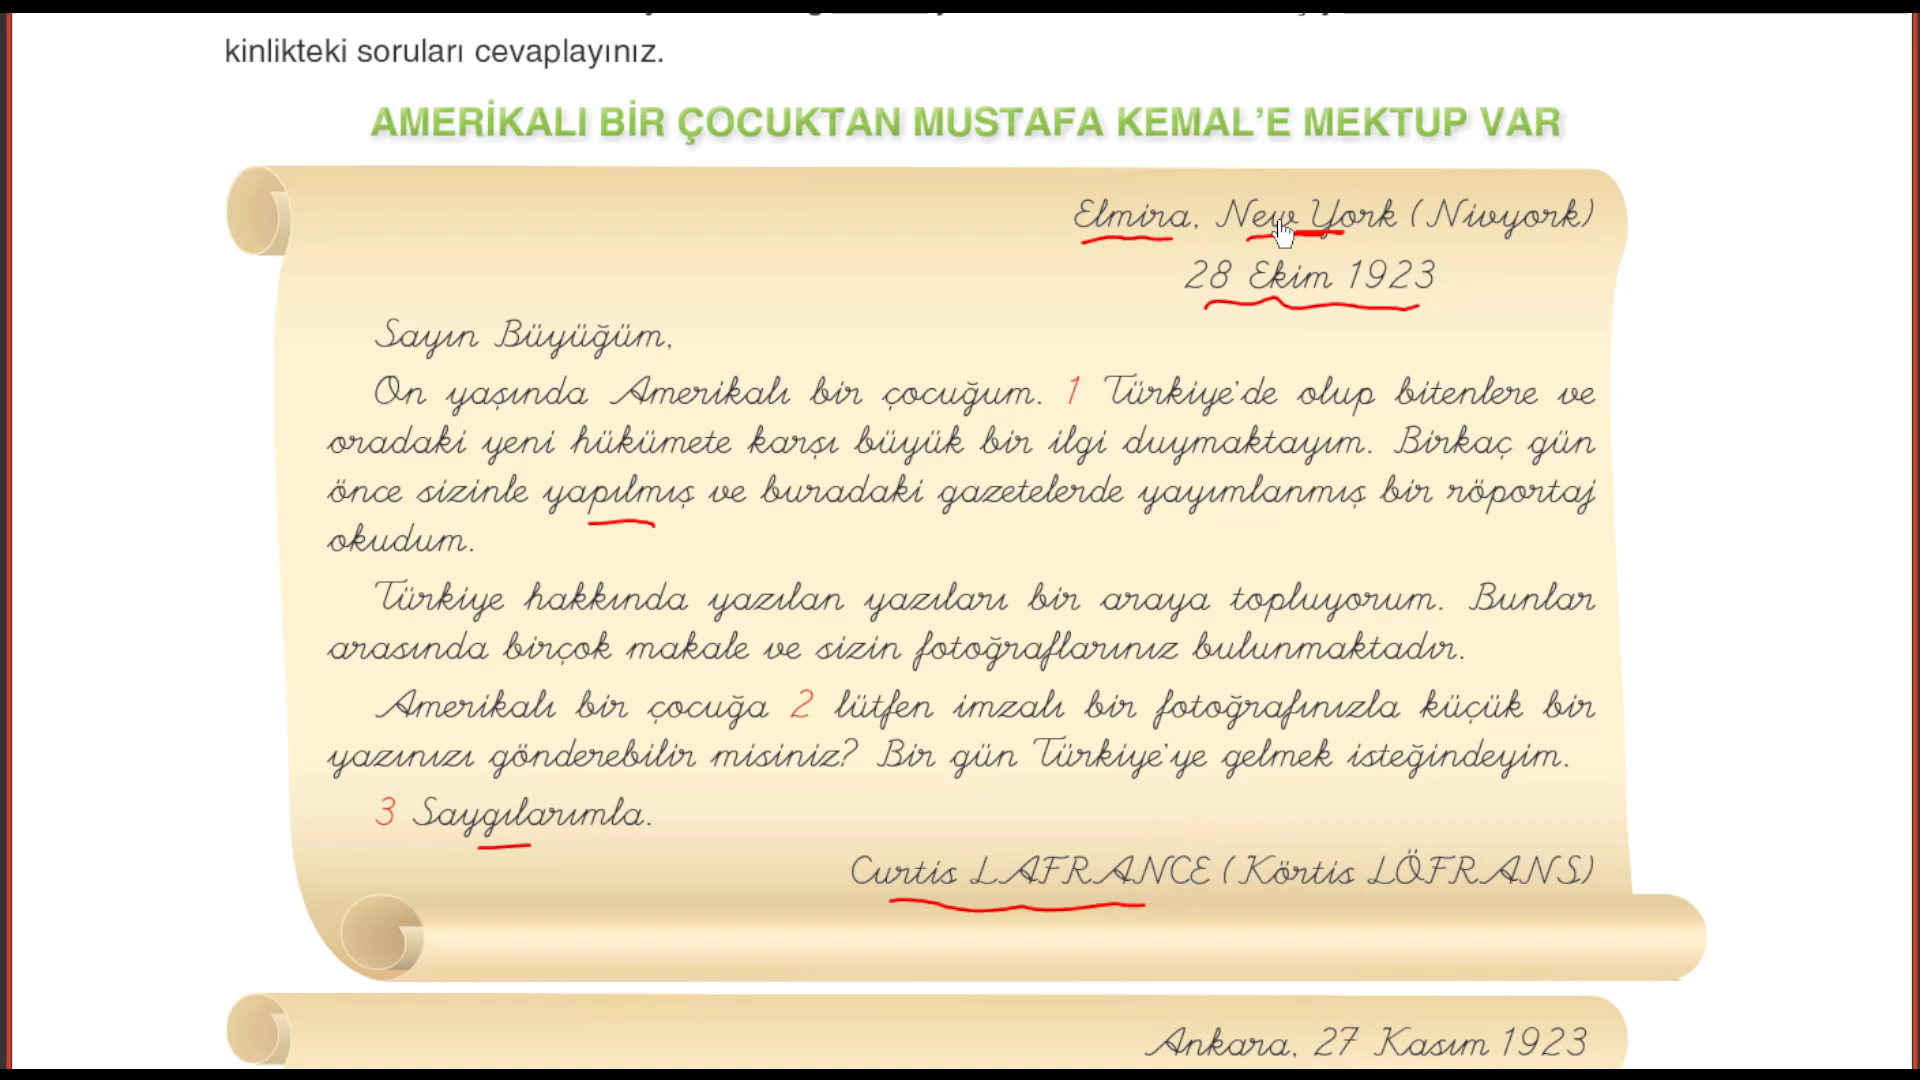 kinlikteki soruları cevaplayınız.
AMERİKALI BİR ÇOCUKTAN MUSTAFA KEMAL’E MEKTUP VAR
Elmira, New York (Nivyork)
28 Ekim 1923
Sayın Büyüğüm,
On yaşında Amerikalı bir çocuğum. 1 Türkiye'de olup bitenlere ve
oradaki yeni hükümete karşı büyük bir ilgi duymaktayım. Birkaç gün
önce sizinle yapılmış ve buradaki gazetelerde yayımlanmış bir röportaj
okudum.
Türkiye hakkında yazılan yazıları bir araya topluyorum. Bunlar
arasında birçok makale ve sizin fotoğraflarınız bulunmaktadır.
Amerikalı bir çocuğa 2 lütfen imzalı bir fotoğrafınızla küçük bir
yazınızı gönderebilir misiniz? Bir gün Türkiye'ye gelmek isteğindeyim.
3 Saygılarımla.
Curtis LAFRANCE (Körtis LÖFRANS)
Ankara, 27 Kasım 1923